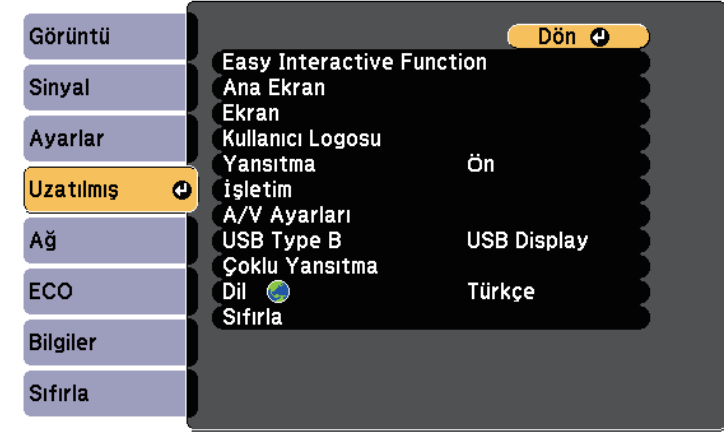 Görüntü
Sinyal
Ayarlar
Uzatılmış
Ağ
ECO
Bilgiler
Sıfırla
Dön
Easy Interactive Function
Ana Ekran
Ekran
Kullanıcı Logosu
Yansıtma Ön
İşletim
A/V Ayarları
USB Type B USB Display
Çoklu Yansıtma
Dil Türkçe
Sıfırla